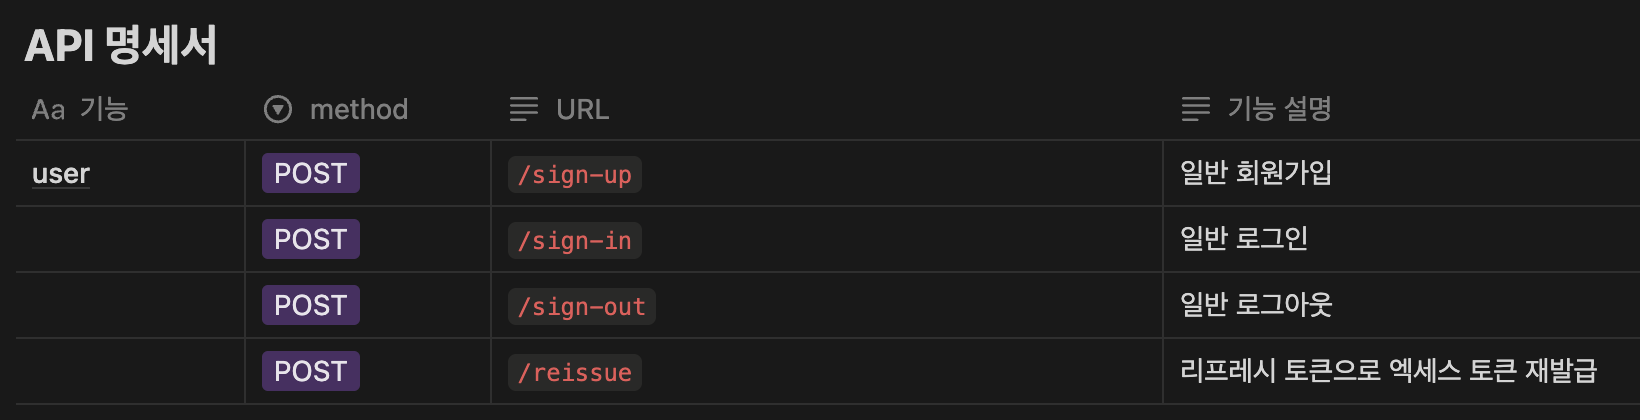 API 명세서
Aa 기능 method URL 기능 설명
user POST /sign-up 일반 회원가입
POST /sign-in 일반 로그인
POST /sign-out 일반 로그아웃
POST /reissue 리프레시 토큰으로 엑세스 토큰 재발급